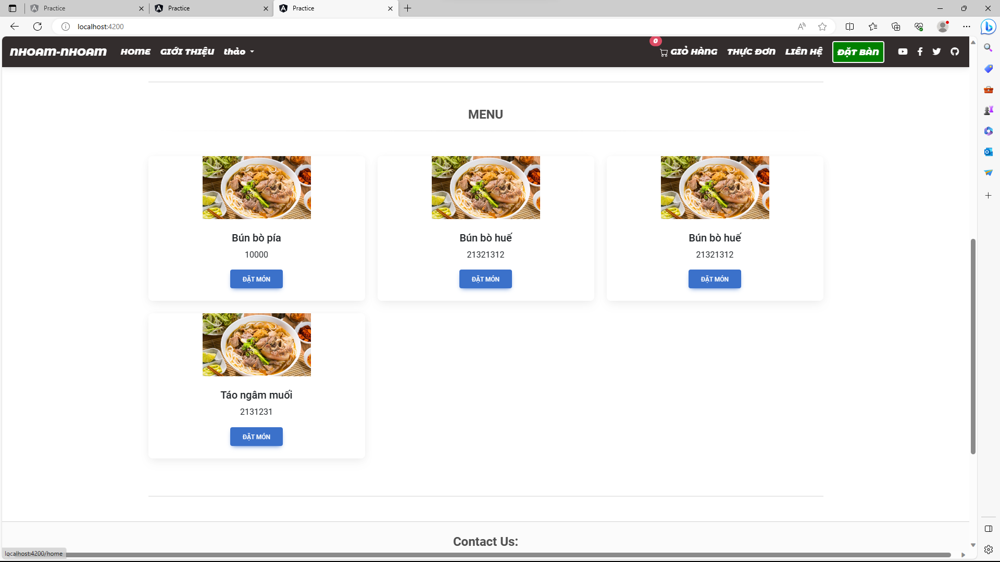 Practice
Practice
Practice
localhost:4200
NHOAM-NHOAM HOME GIỚI THIỆU thảo
0
GIỎ HÀNG THỰC ĐƠN LIÊN HỆ ĐẶT BÀN
MENU
Bún bò pía
10000
ĐẶT MÓN
Bún bò huế
21321312
ĐẶT MÓN
Bún bò huế
21321312
ĐẶT MÓN
Táo ngâm muối
2131231
ĐẶT MÓN
Contact Us:
localhost:4200/home